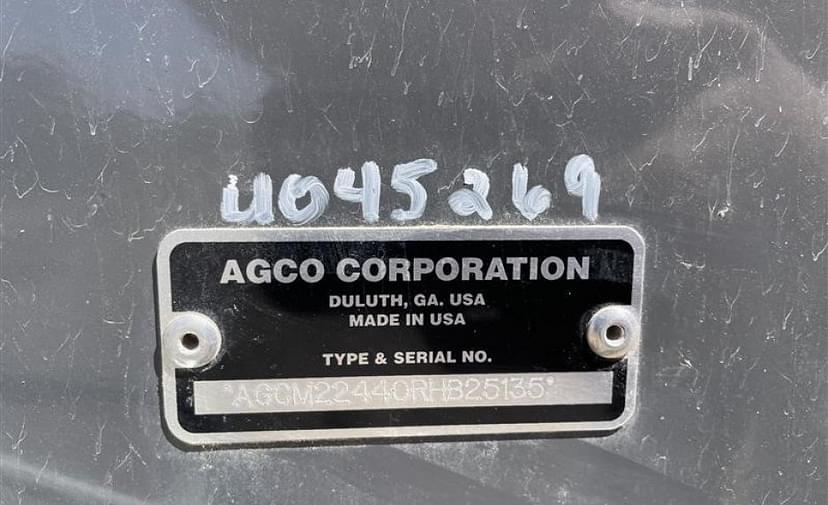 U045269
AGCO CORPORATION
DULUTH, GA. USA
MADE IN USA
TYPE & SERIAL NO.
*AGCM22440RHB25135*